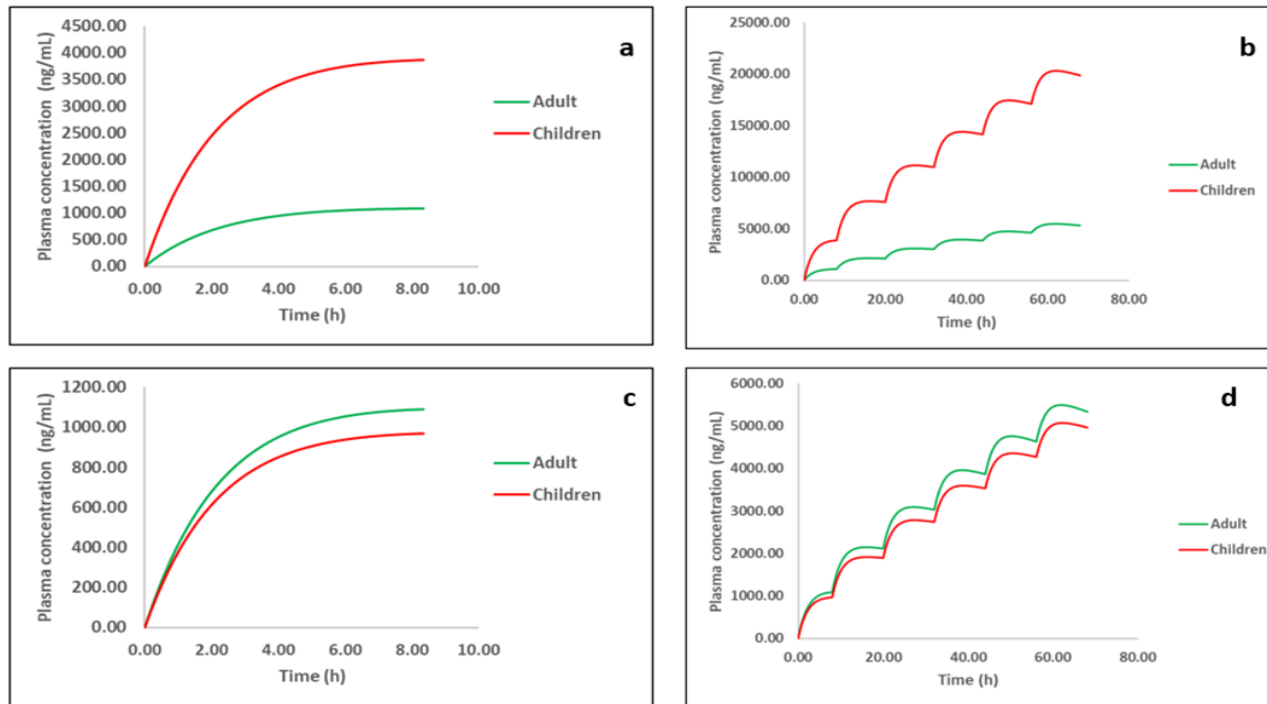 a
Plasma concentration (ng/mL)
4500.00
4000.00
3500.00
3000.00
2500.00
2000.00
1500.00
1000.00
500.00
0.00
0.00 2.00 4.00 6.00 8.00 10.00
Time (h)
Adult
Children
b
Plasma concentration (ng/mL)
25000.00
20000.00
15000.00
10000.00
5000.00
0.00
0.00 20.00 40.00 60.00 80.00
Time (h)
Adult
Children
c
Plasma concentration (ng/mL)
1200.00
1000.00
800.00
600.00
400.00
200.00
0.00
0.00 2.00 4.00 6.00 8.00 10.00
Time (h)
Adult
Children
d
Plasma concentration (ng/mL)
6000.00
5000.00
4000.00
3000.00
2000.00
1000.00
0.00
0.00 20.00 40.00 60.00 80.00
Time (h)
Adult
Children